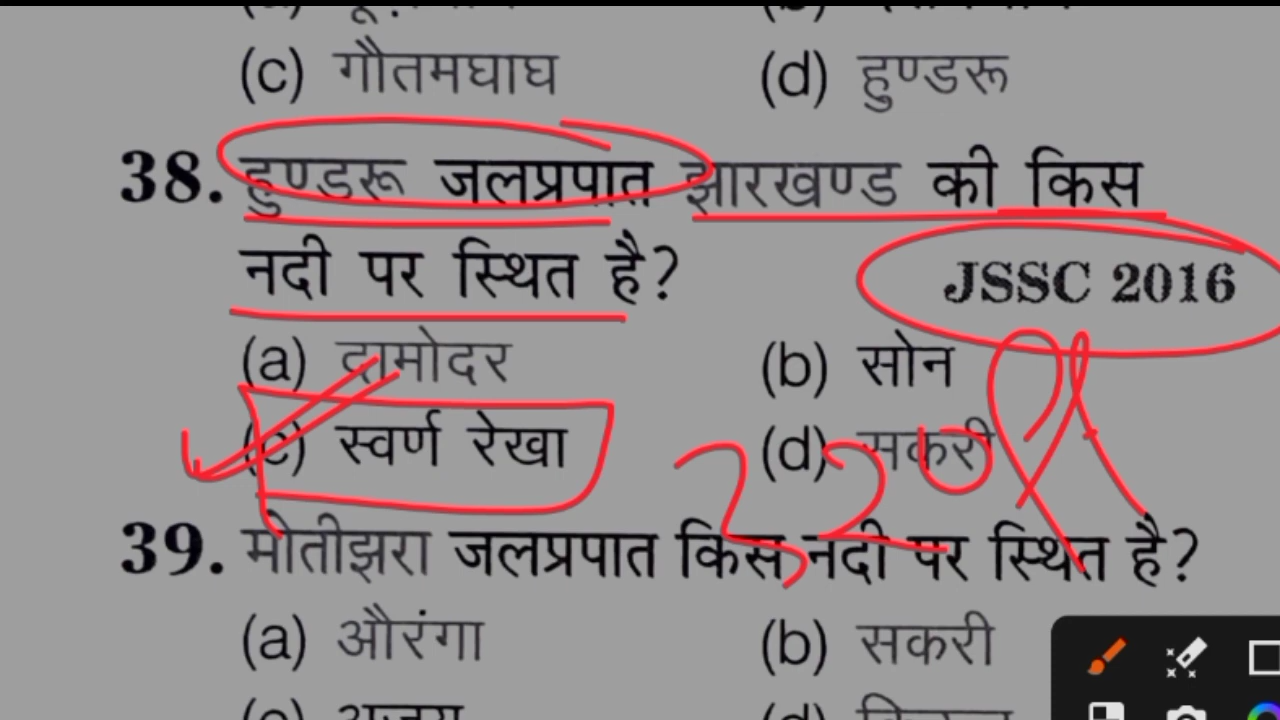 (c) गौतमघाघ (d) हुण्डरू
38. हुण्डरू जलप्रपात झारखण्ड की किस
नदी पर स्थित है? JSSC 2016
(a) दामोदर (b) सोन
(c) स्वर्ण रेखा (d) सकरी
39. मोतीझरा जलप्रपात किस नदी पर स्थित है?
(a) औरंगा (b) सकरी